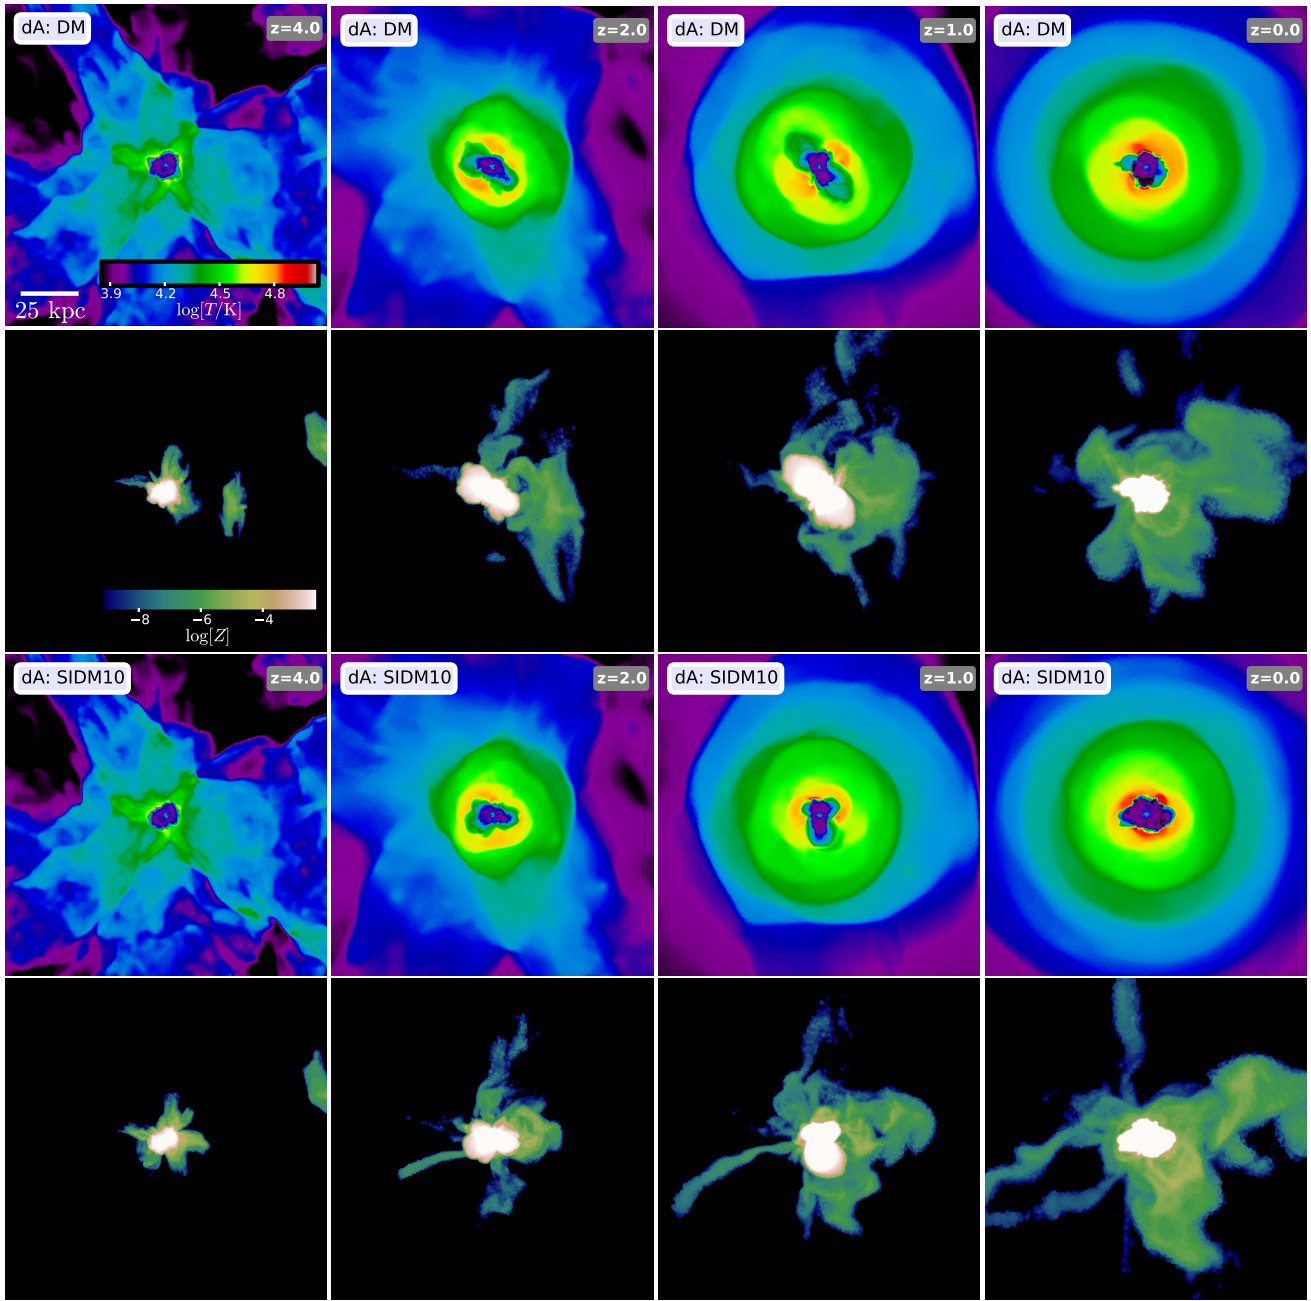 dA: DM z=4.0 dA: DM z=2.0 dA: DM z=1.0 dA: DM z=0.0
25 kpc
3.9 4.2 4.5 4.8
log[T/K]
−8 −6 −4
log[Z]
dA: SIDM10 z=4.0 dA: SIDM10 z=2.0 dA: SIDM10 z=1.0 dA: SIDM10 z=0.0